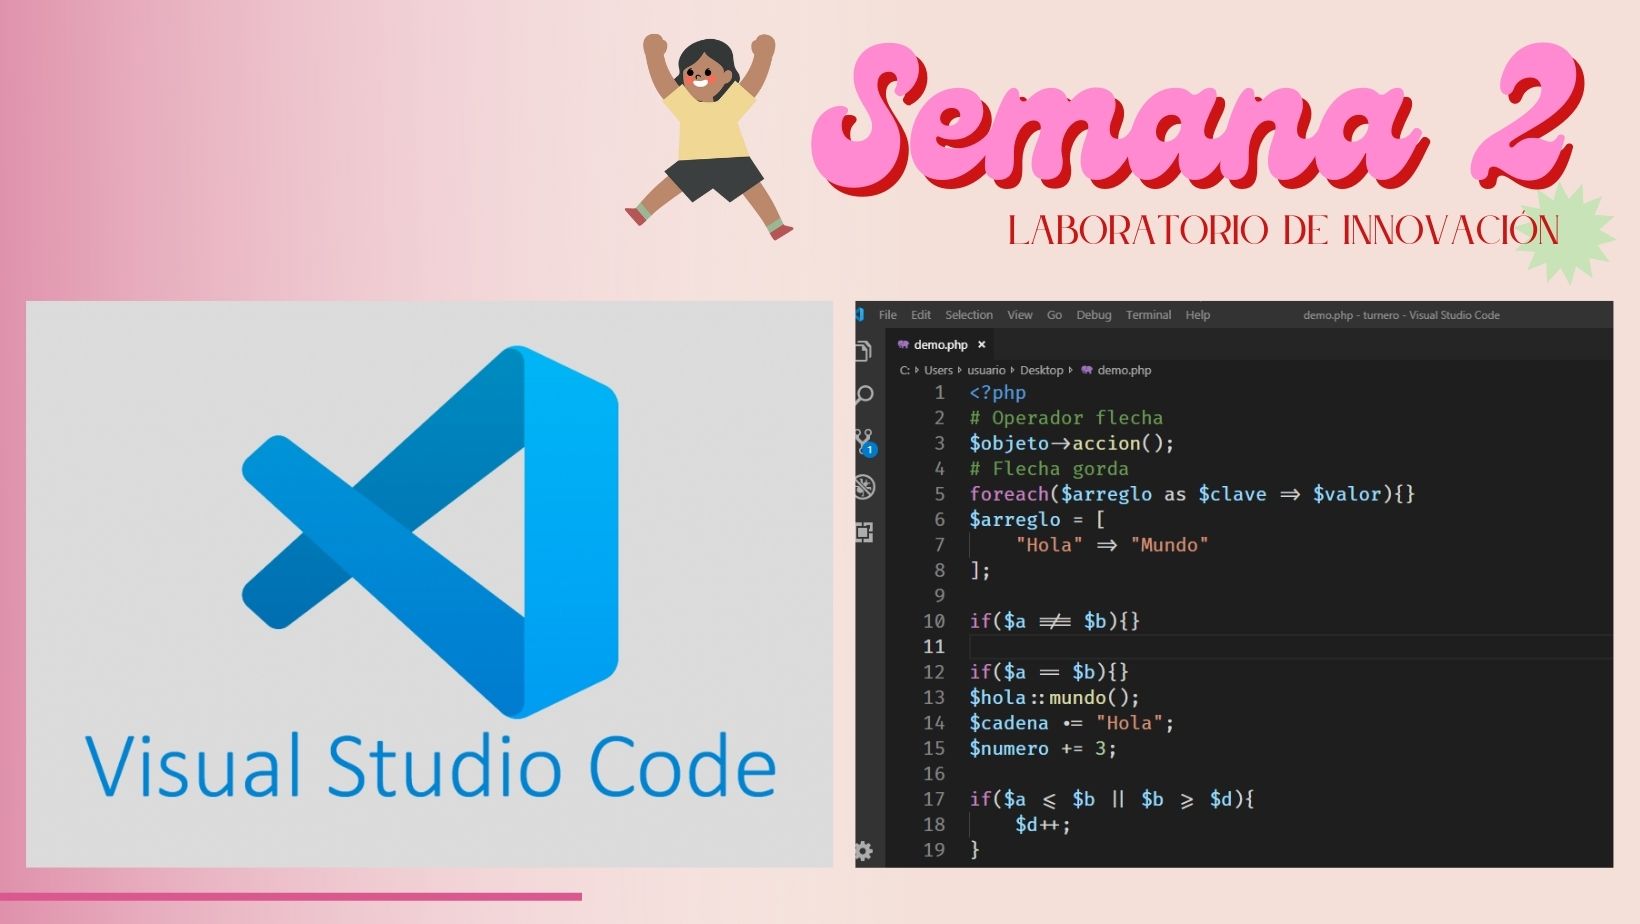 Semana 2
LABORATORIO DE INNOVACIÓN
Visual Studio Code
File Edit Selection View Go Debug Terminal Help demo.php - turnero - Visual Studio Code
demo.php ×
C: › Users › usuario › Desktop › demo.php
1 <?php
2 # Operador flecha
3 $objeto->accion();
4 # Flecha gorda
5 foreach($arreglo as $clave => $valor){}
6 $arreglo = [
7 "Hola" => "Mundo"
8 ];
9
10 if($a !== $b){}
11
12 if($a == $b){}
13 $hola::mundo();
14 $cadena .= "Hola";
15 $numero += 3;
16
17 if($a <= $b || $b >= $d){
18 $d++;
19 }
1